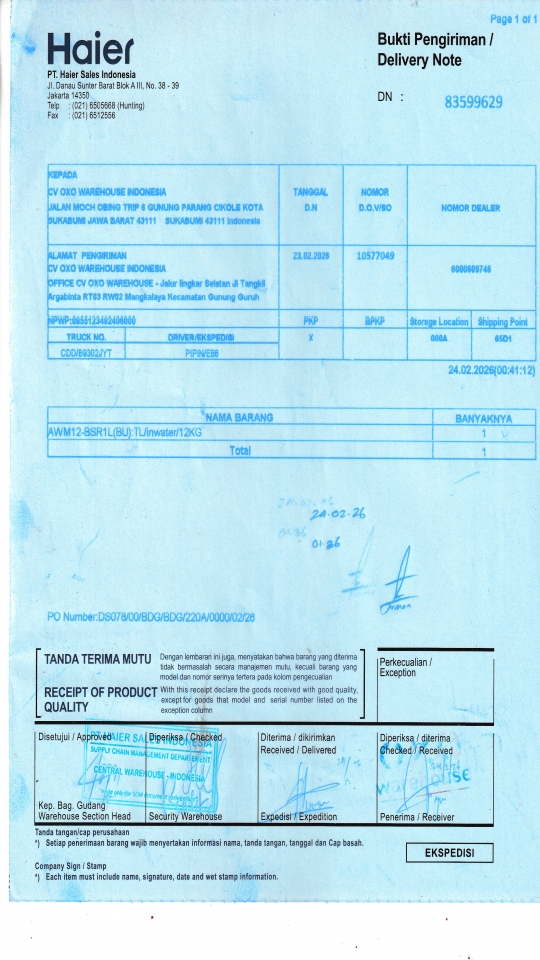 Page 1 of 1
Haier
Bukti Pengiriman /
Delivery Note
PT. Haier Sales Indonesia
Jl. Danau Sunter Barat Blok A III, No. 38 - 39
Jakarta 14350
Telp : (021) 6505668 (Hunting)
Fax : (021) 6512556
DN : 83599629
KEPADA
CV OXO WAREHOUSE INDONESIA
JALAN MOCH OBING TRIP 6 GUNUNG PARANG CIKOLE KOTA
SUKABUMI JAWA BARAT 43111 SUKABUMI 43111 Indonesia
TANGGAL
D.N
NOMOR
D.O.V/SO
NOMOR DEALER
ALAMAT PENGIRIMAN
CV OXO WAREHOUSE INDONESIA
OFFICE CV OXO WAREHOUSE - Jalur lingkar Selatan Jl Tangkil
Argabinta RT03 RW02 Mangkalaya Kecamatan Gunung Guruh
23.02.2026
10577049
NPWP:
PKP
BPKP
Storege Location
Shipping Point
TRUCK NO.
DRIVER/EKSPEDISI
X
CDD/B9302JYT
24.02.2026(00:41:12)
NAMA BARANG
BANYAKNYA
AWM12-BSR1L(BU):TL/inwater/12KG
1
Total
1
24.02.26
01.36
PO Number:DS078/00/BDG/BDG/220A/0000/02/26
TANDA TERIMA MUTU
Dengan lembaran ini juga, menyatakan bahwa barang yang diterima
tidak bermasalah secara manajemen mutu, kecuali barang yang
model.dan nomor serinya tertera pada kolom pengecualian
RECEIPT OF PRODUCT
QUALITY
With this receipt declare the goods received with good quality,
except for goods that model and serial number listed on the
exception column
Perkecualian /
Exception
Disetujui / Approved
Diperiksa / Checked
Diterima / dikirimkan
Received / Delivered
Diperiksa / diterima
Checked / Received
PT HAIER SALES INDONESIA
SUPPLY CHAIN MANAGEMENT DEPARTEMENT
CENTRAL WAREHOUSE - INDONESIA
warehouse
Kep. Bag. Gudang
Warehouse Section Head
Security Warehouse
Expedisi / Expedition
Penerima / Receiver
Tanda tangan/cap perusahaan
*) Setiap penerimaan barang wajib menyertakan informasi nama, tanda tangan, tanggal dan Cap basah.
EKSPEDISI
Company Sign / Stamp
*) Each item must include name, signature, date and wet stamp information.